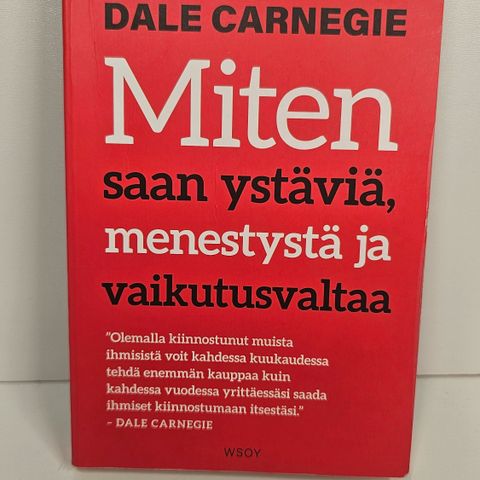 DALE CARNEGIE
Miten
saan ystäviä,
menestystä ja
vaikutusvaltaa
"Olemalla kiinnostunut muista
ihmisistä voit kahdessa kuukaudessa
tehdä enemmän kauppaa kuin
kahdessa vuodessa yrittäessäsi saada
ihmiset kiinnostumaan itsestäsi."
– DALE CARNEGIE
WSOY